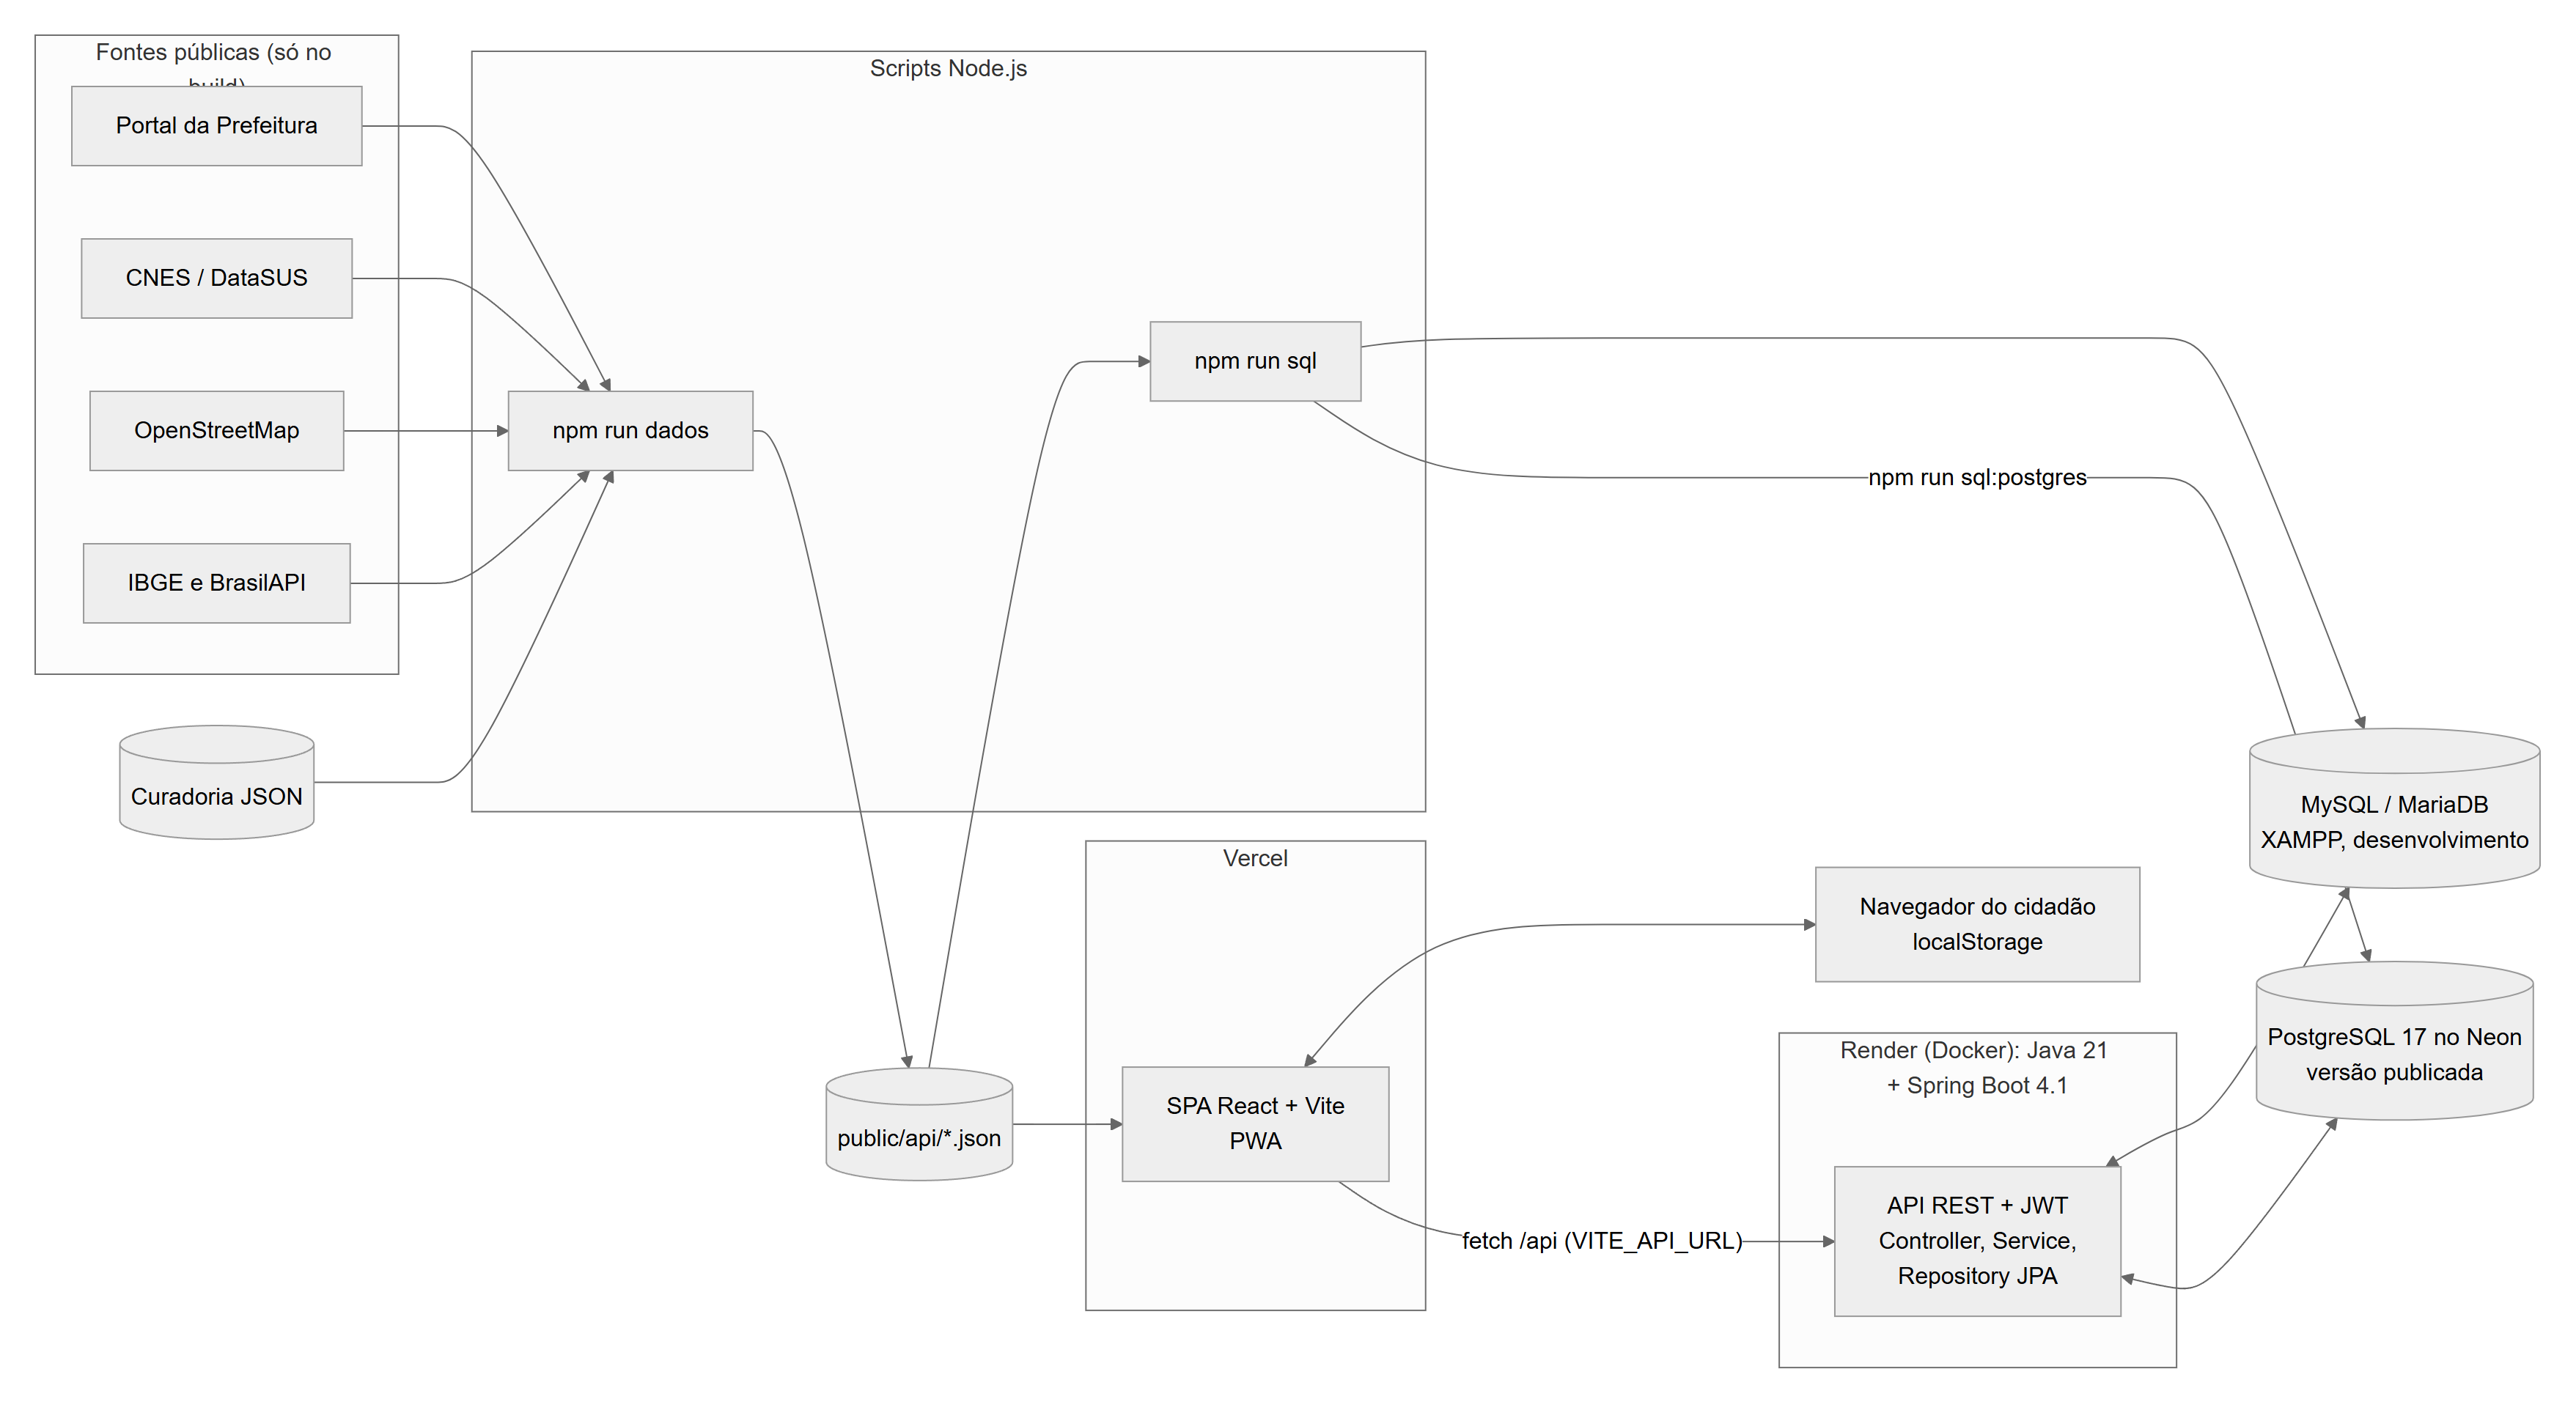 Fontes públicas (só no
build)
Portal da Prefeitura
CNES / DataSUS
OpenStreetMap
IBGE e BrasilAPI
Curadoria JSON
Scripts Node.js
npm run dados
npm run sql
npm run sql:postgres
public/api/*.json
Vercel
SPA React + Vite
PWA
fetch /api (VITE_API_URL)
Navegador do cidadão
localStorage
Render (Docker): Java 21
+ Spring Boot 4.1
API REST + JWT
Controller, Service,
Repository JPA
MySQL / MariaDB
XAMPP, desenvolvimento
PostgreSQL 17 no Neon
versão publicada